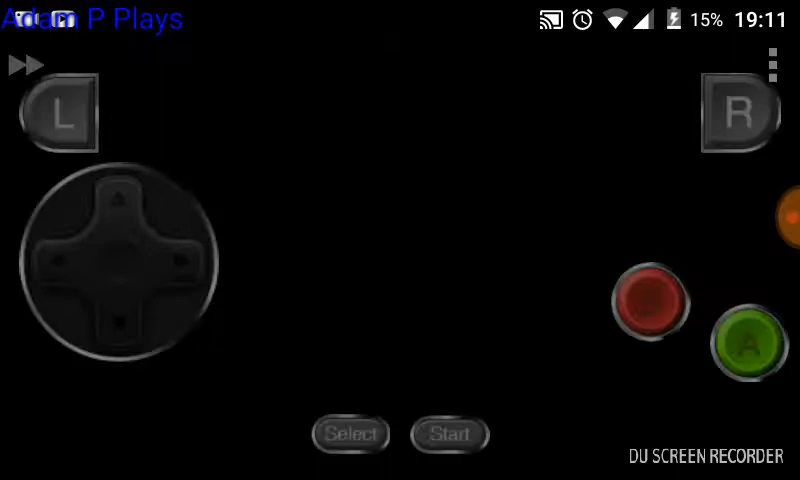 Adam P Plays
15% 19:11
L
R
A
Select Start
DU SCREEN RECORDER